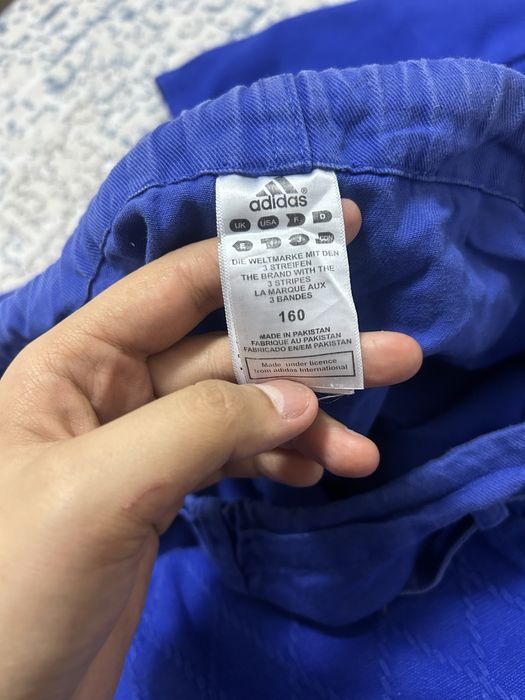 adidas®
UK USA F D
E J
DIE WELTMARKE MIT DEN
3 STREIFEN
THE BRAND WITH THE
3 STRIPES
LA MARQUE AUX
3 BANDES
160
MADE IN PAKISTAN
FABRIQUE AU PAKISTAN
FABRICADO EN/EM PAKISTAN
Made under licence
from adidas International